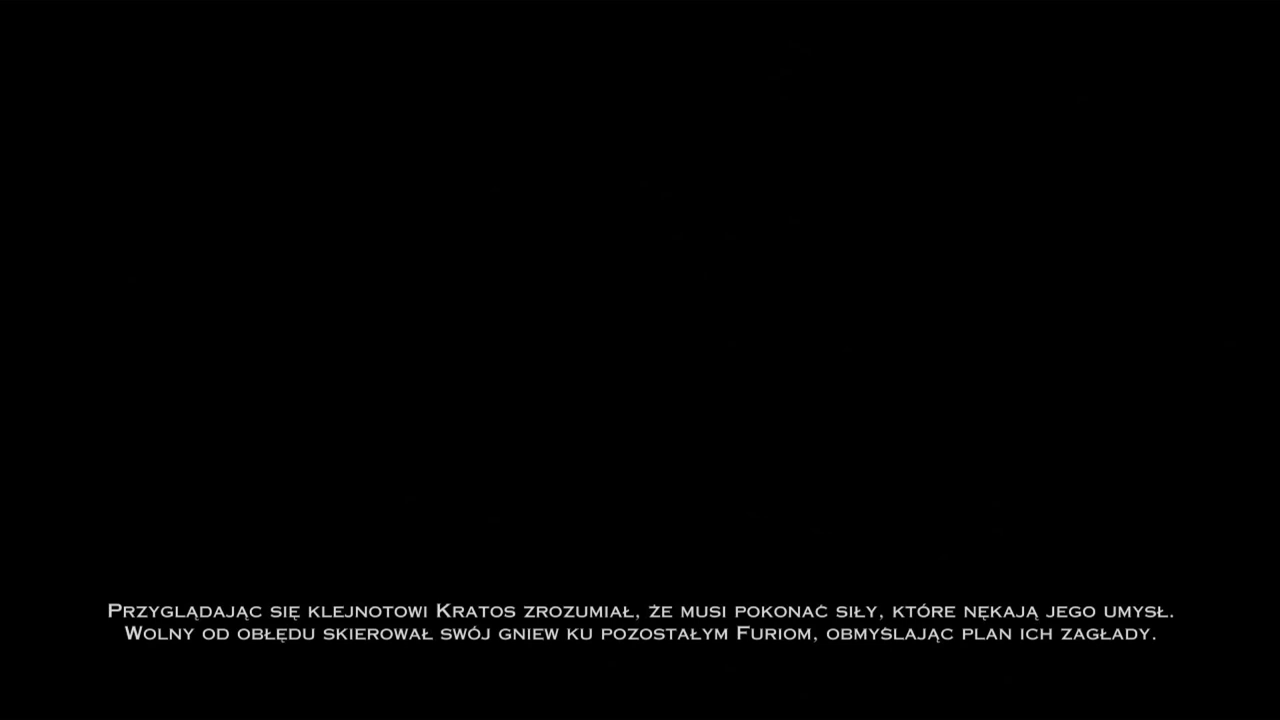 Przyglądając się klejnotowi Kratos zrozumiał, że musi pokonać siły, które nękają jego umysł.
Wolny od obłędu skierował swój gniew ku pozostałym Furiom, obmyślając plan ich zagłady.